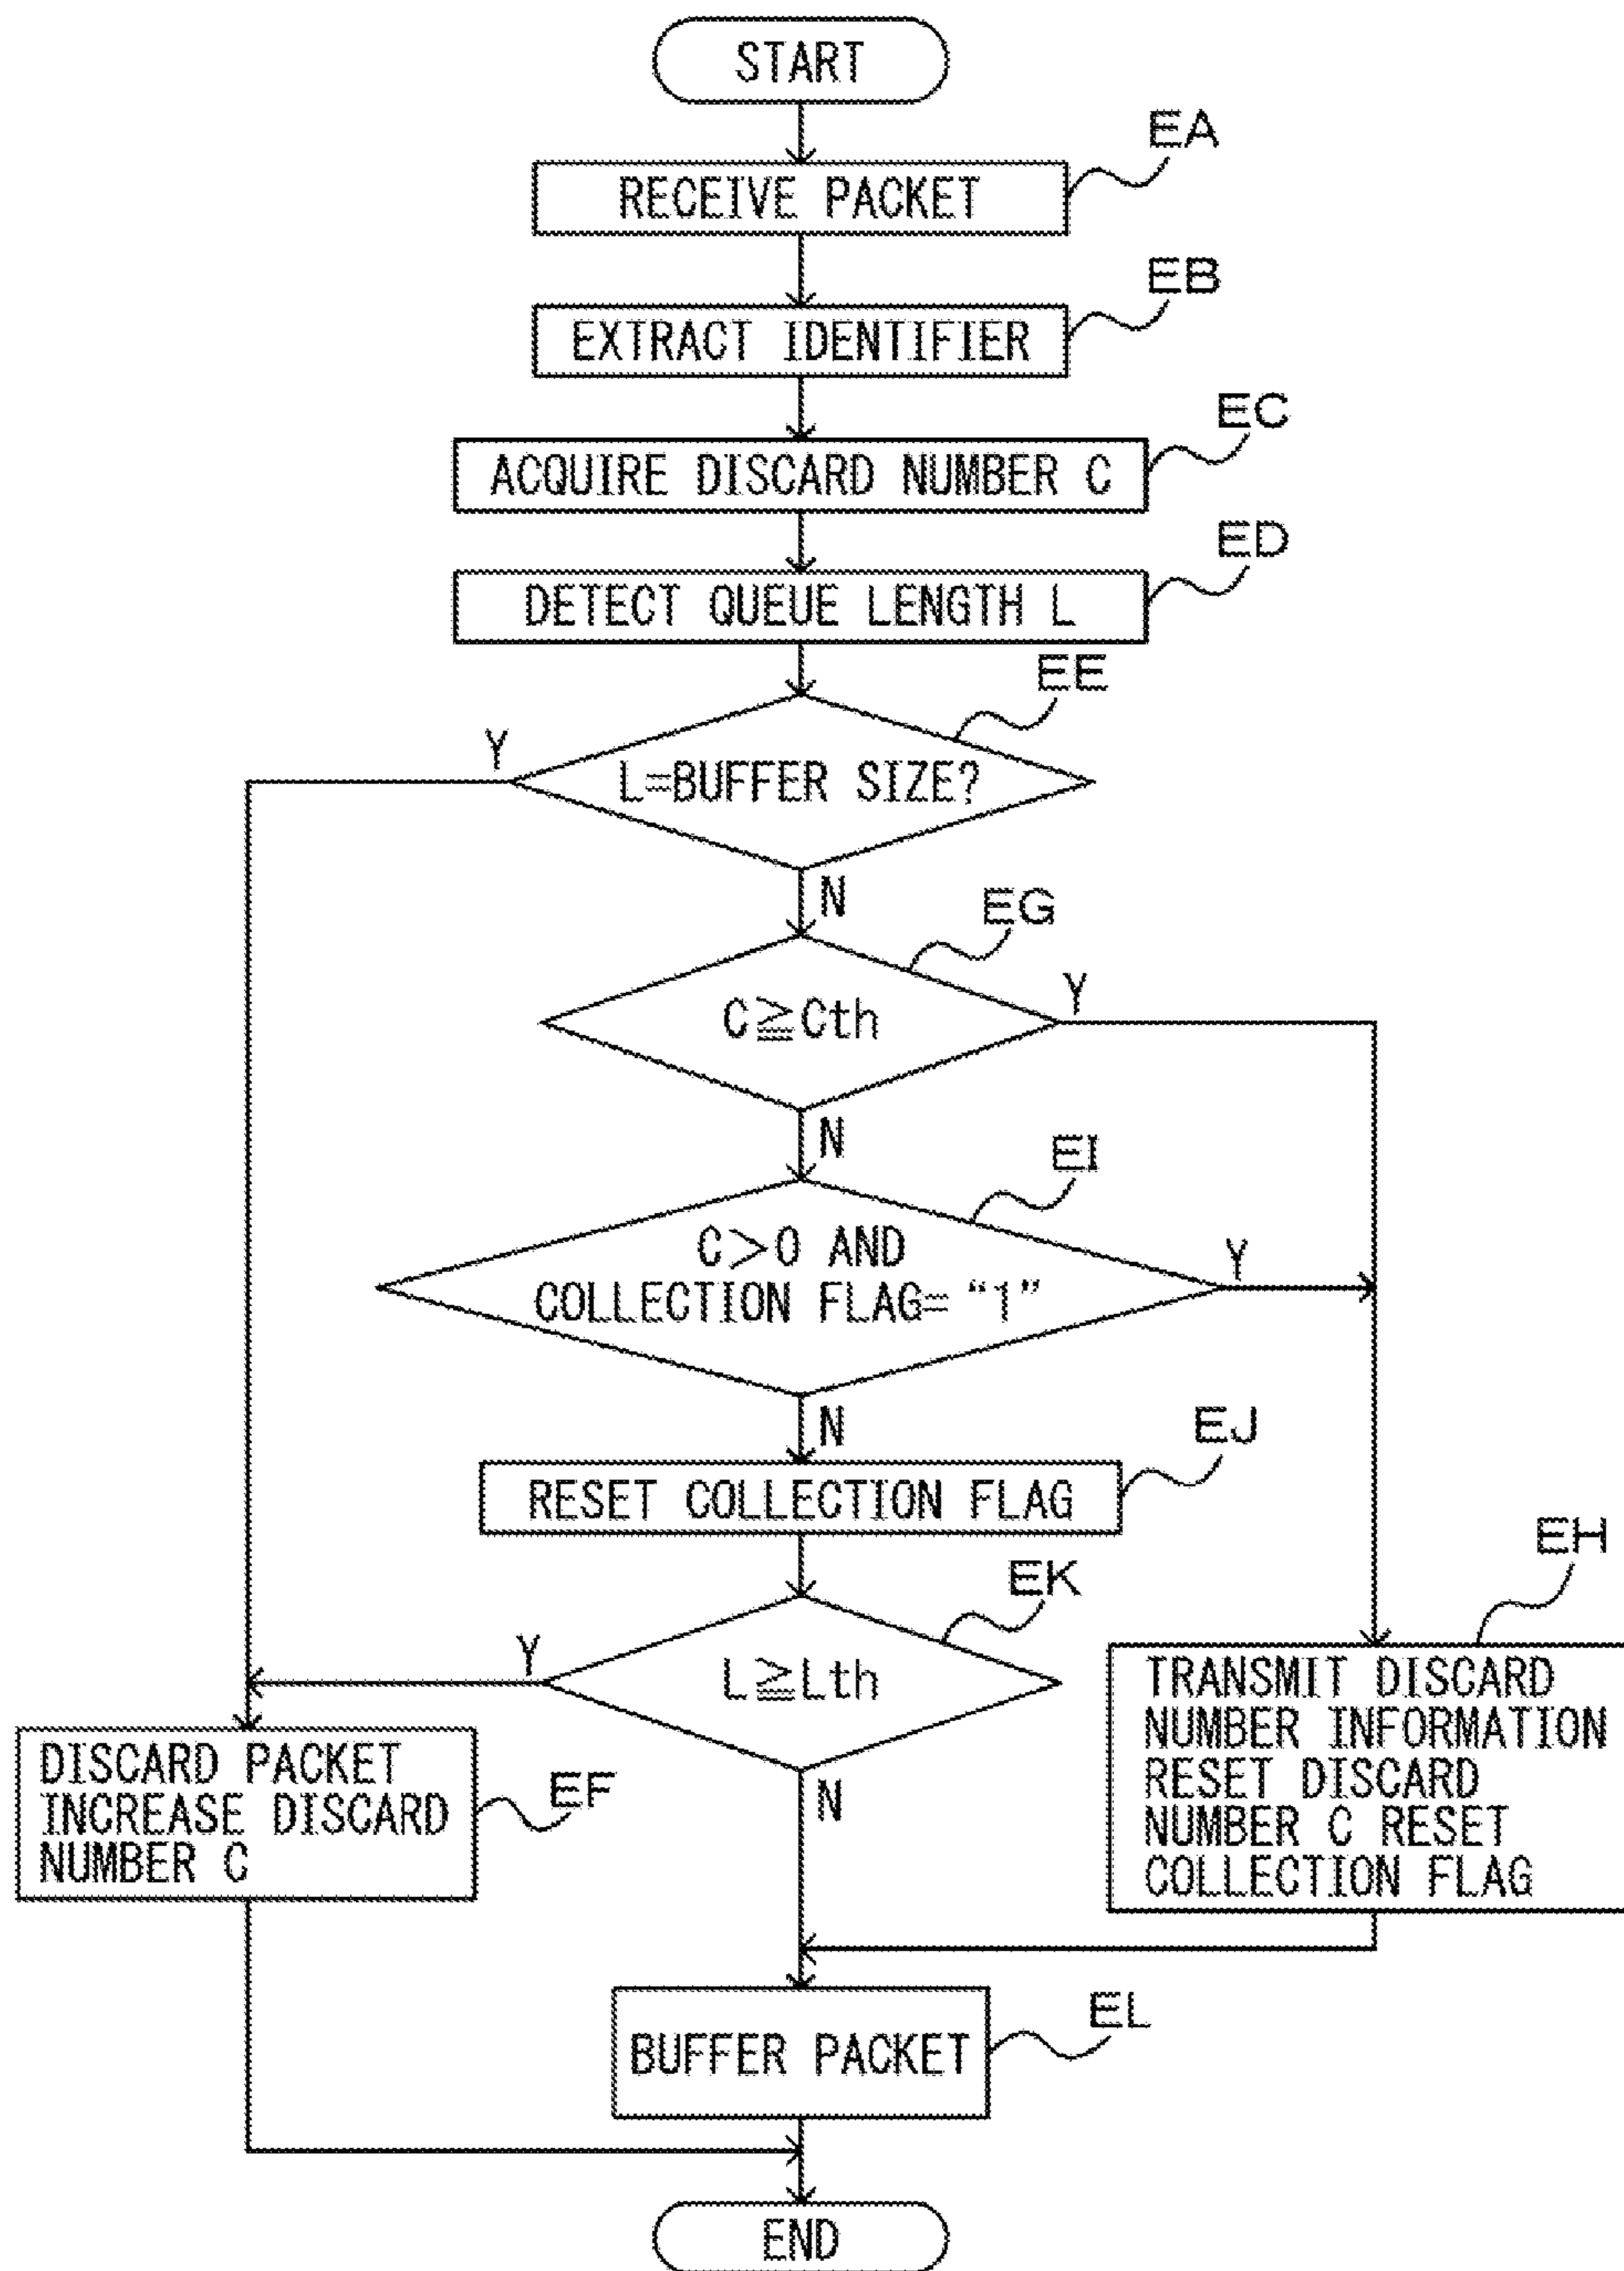 START
EA
RECEIVE PACKET
EB
EXTRACT IDENTIFIER
EC
ACQUIRE DISCARD NUMBER C
ED
DETECT QUEUE LENGTH L
EE
Y
L=BUFFER SIZE?
N
EG
Y
C≧Cth
N
EI
C>0 AND
Y
COLLECTION FLAG= “1”
N
EJ
RESET COLLECTION FLAG
EH
EK
Y
L≧Lth
TRANSMIT DISCARD
NUMBER INFORMATION
RESET DISCARD
NUMBER C RESET
COLLECTION FLAG
DISCARD PACKET
INCREASE DISCARD
NUMBER C
EF
N
EL
BUFFER PACKET
END